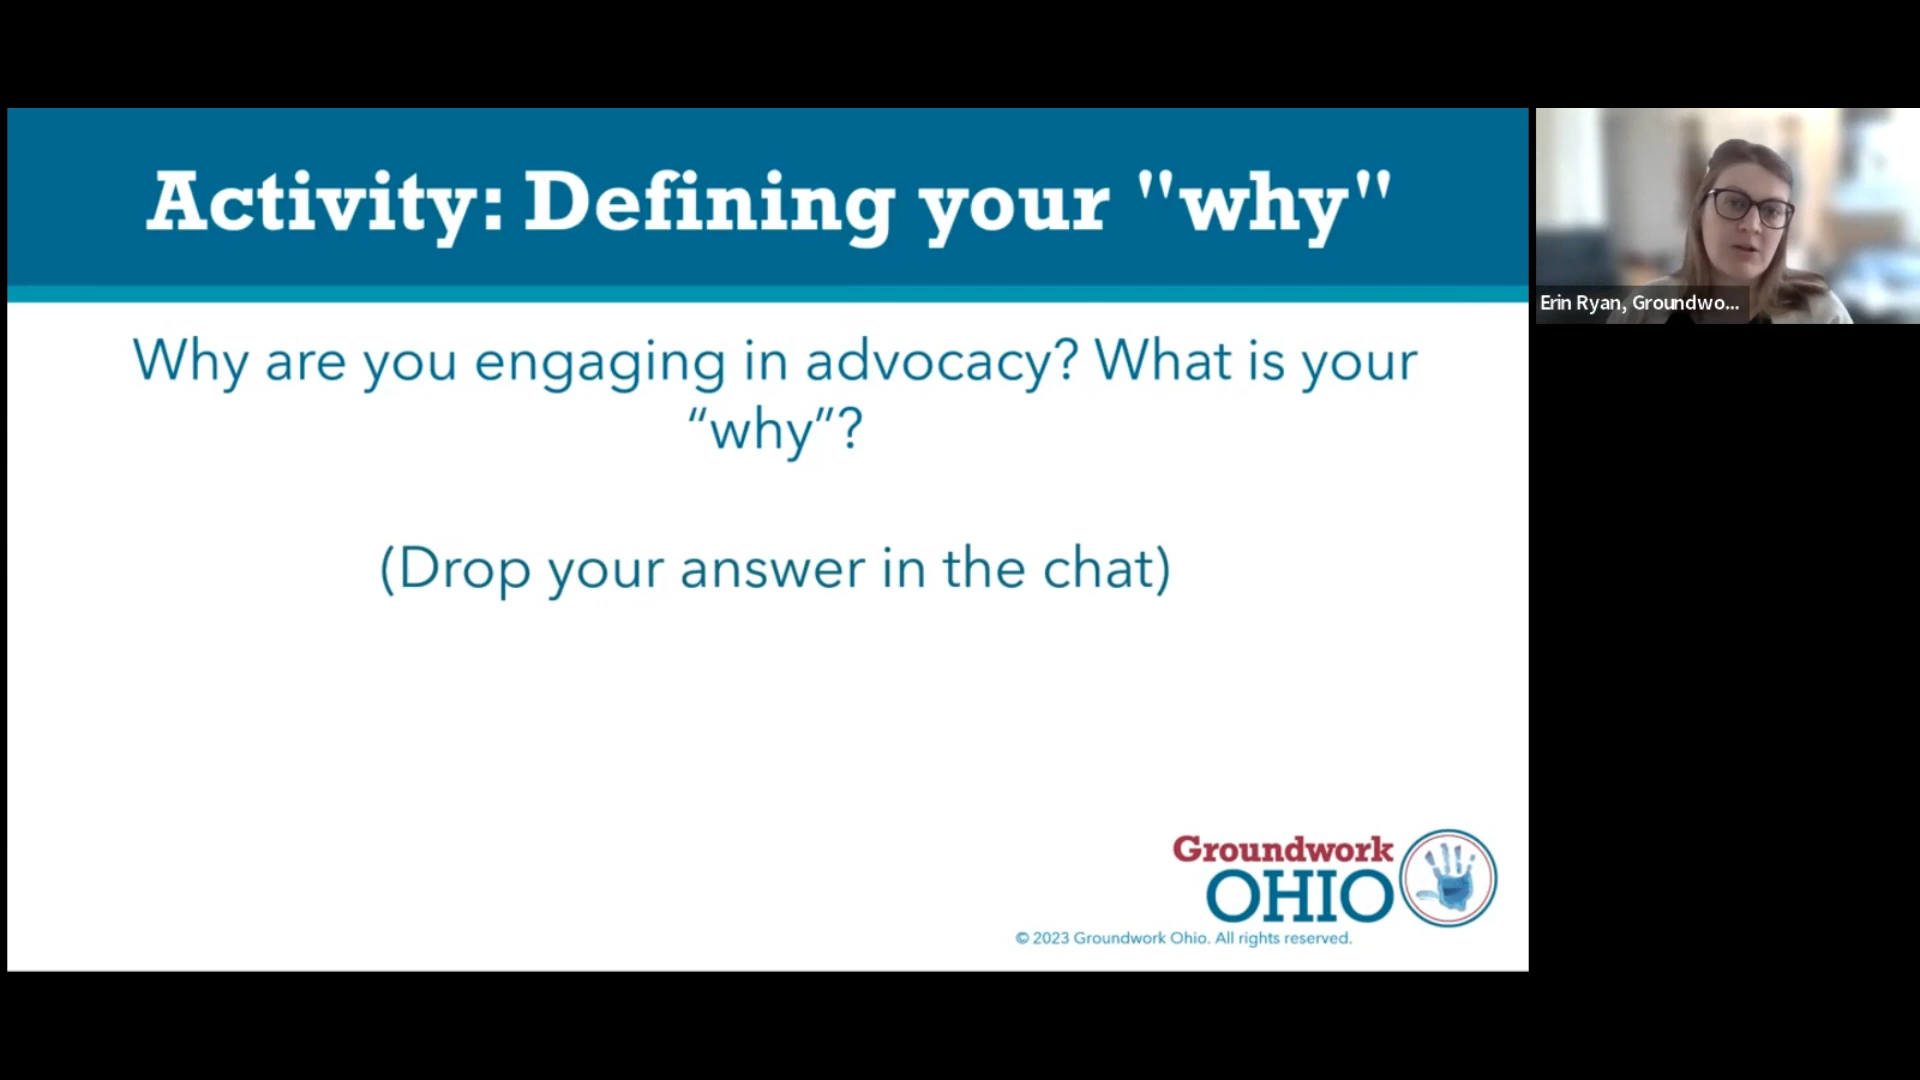 Activity: Defining your "why"
Why are you engaging in advocacy? What is your
“why”?
(Drop your answer in the chat)
Groundwork
OHIO
© 2023 Groundwork Ohio. All rights reserved.
Erin Ryan, Groundwo...